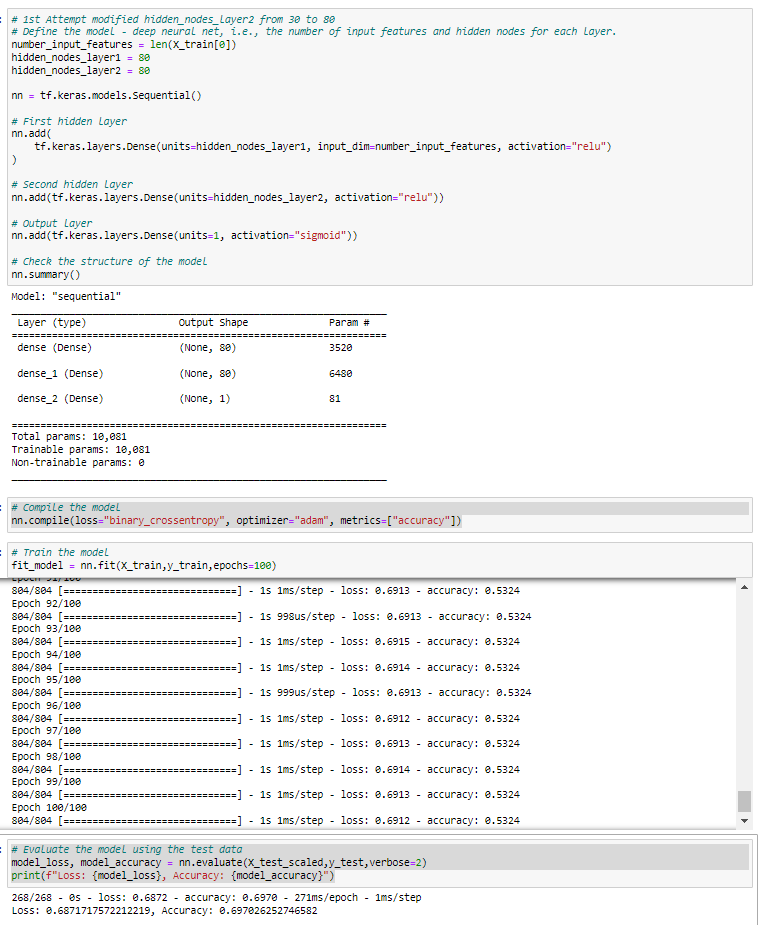 # 1st Attempt modified hidden_nodes_layer2 from 30 to 80
# Define the model - deep neural net, i.e., the number of input features and hidden nodes for each layer.
number_input_features = len(X_train[0])
hidden_nodes_layer1 = 80
hidden_nodes_layer2 = 80
nn = tf.keras.models.Sequential()
# First hidden layer
nn.add(
tf.keras.layers.Dense(units=hidden_nodes_layer1, input_dim=number_input_features, activation="relu")
)
# Second hidden layer
nn.add(tf.keras.layers.Dense(units=hidden_nodes_layer2, activation="relu"))
# Output layer
nn.add(tf.keras.layers.Dense(units=1, activation="sigmoid"))
# Check the structure of the model
nn.summary()
Model: "sequential"
Layer (type) Output Shape Param #
dense (Dense) (None, 80) 3520
dense_1 (Dense) (None, 80) 6480
dense_2 (Dense) (None, 1) 81
Total params: 10,081
Trainable params: 10,081
Non-trainable params: 0
# Compile the model
nn.compile(loss="binary_crossentropy", optimizer="adam", metrics=["accuracy"])
# Train the model
fit_model = nn.fit(X_train,y_train,epochs=100)
Epoch 91/100
804/804 [==============================] - 1s 1ms/step - loss: 0.6913 - accuracy: 0.5324
Epoch 92/100
804/804 [==============================] - 1s 998us/step - loss: 0.6913 - accuracy: 0.5324
Epoch 93/100
804/804 [==============================] - 1s 1ms/step - loss: 0.6915 - accuracy: 0.5324
Epoch 94/100
804/804 [==============================] - 1s 1ms/step - loss: 0.6914 - accuracy: 0.5324
Epoch 95/100
804/804 [==============================] - 1s 999us/step - loss: 0.6913 - accuracy: 0.5324
Epoch 96/100
804/804 [==============================] - 1s 1ms/step - loss: 0.6912 - accuracy: 0.5324
Epoch 97/100
804/804 [==============================] - 1s 1ms/step - loss: 0.6913 - accuracy: 0.5324
Epoch 98/100
804/804 [==============================] - 1s 1ms/step - loss: 0.6914 - accuracy: 0.5324
Epoch 99/100
804/804 [==============================] - 1s 1ms/step - loss: 0.6913 - accuracy: 0.5324
Epoch 100/100
804/804 [==============================] - 1s 1ms/step - loss: 0.6912 - accuracy: 0.5324
# Evaluate the model using the test data
model_loss, model_accuracy = nn.evaluate(X_test_scaled,y_test,verbose=2)
print(f"Loss: {model_loss}, Accuracy: {model_accuracy}")
268/268 - 0s - loss: 0.6872 - accuracy: 0.6970 - 271ms/epoch - 1ms/step
Loss: 0.6871717572212219, Accuracy: 0.697026252746582